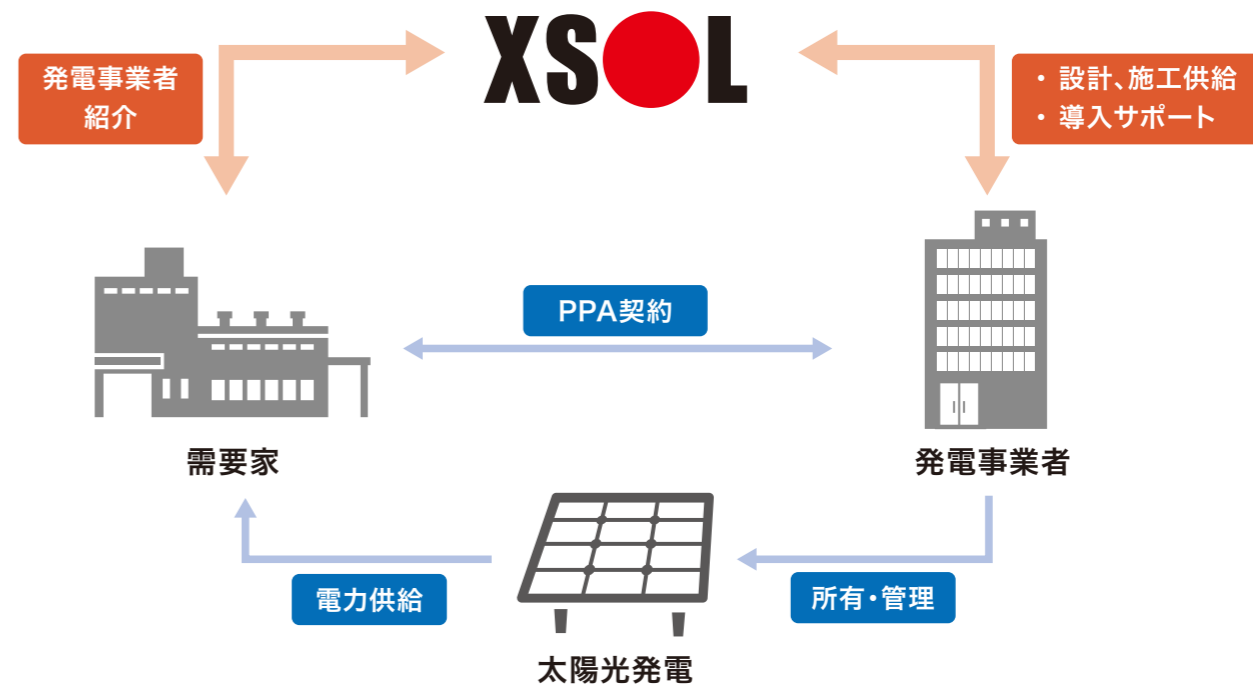 XSOL
発電事業者
紹介
・ 設計、施工供給
・ 導入サポート
PPA契約
需要家
発電事業者
電力供給
所有・管理
太陽光発電